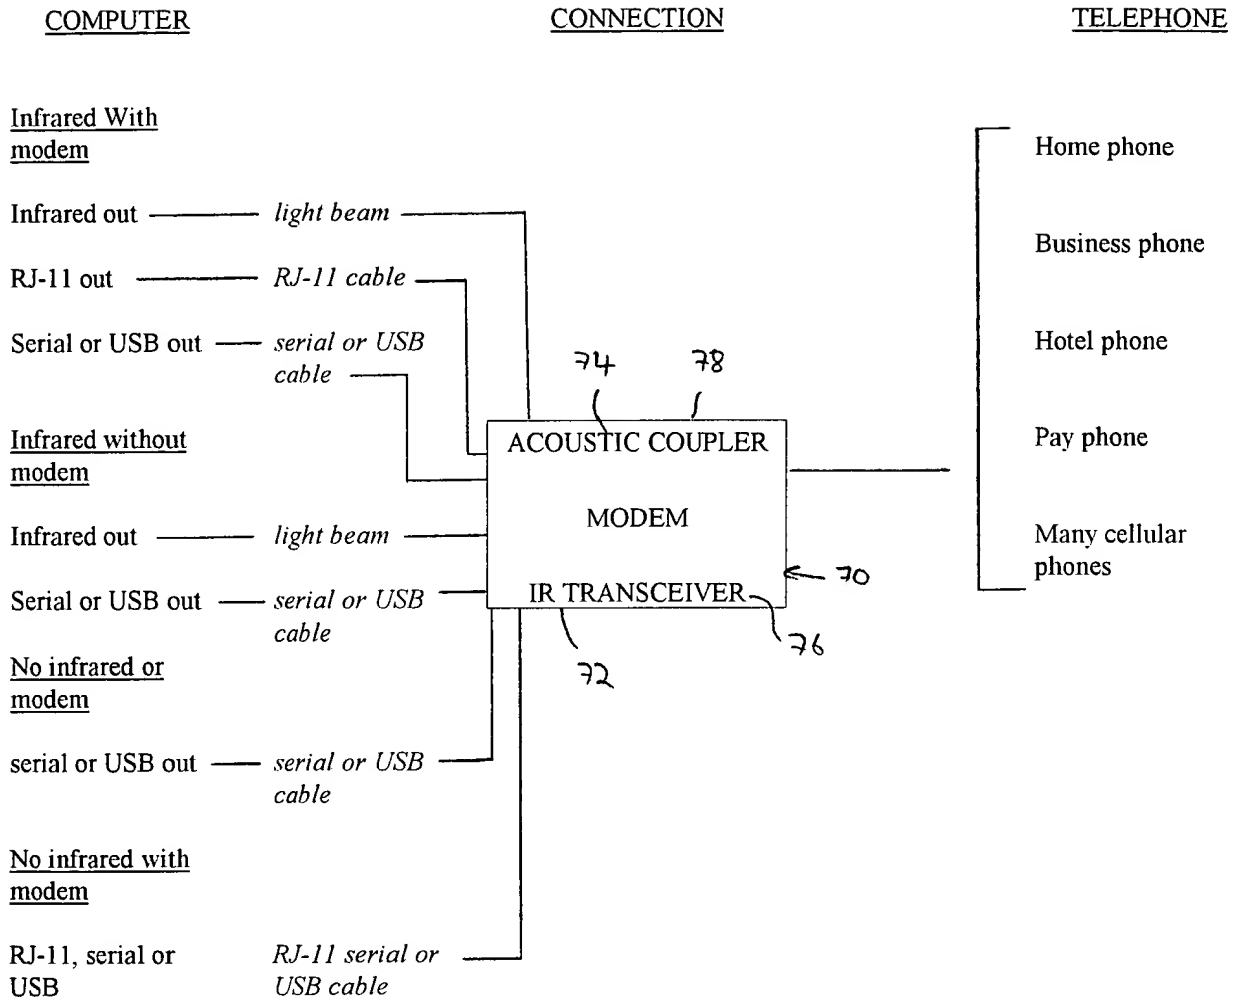 COMPUTER
CONNECTION
TELEPHONE
Infrared With
modem
Infrared out
light beam
RJ-11 out
RJ-11 cable
Serial or USB out
serial or USB
cable
Infrared without
modem
Infrared out
light beam
Serial or USB out
serial or USB
cable
No infrared or
modem
serial or USB out
serial or USB
cable
No infrared with
modem
RJ-11, serial or
USB
RJ-11 serial or
USB cable
74
78
ACOUSTIC COUPLER
MODEM
IR TRANSCEIVER
70
76
72
Home phone
Business phone
Hotel phone
Pay phone
Many cellular
phones